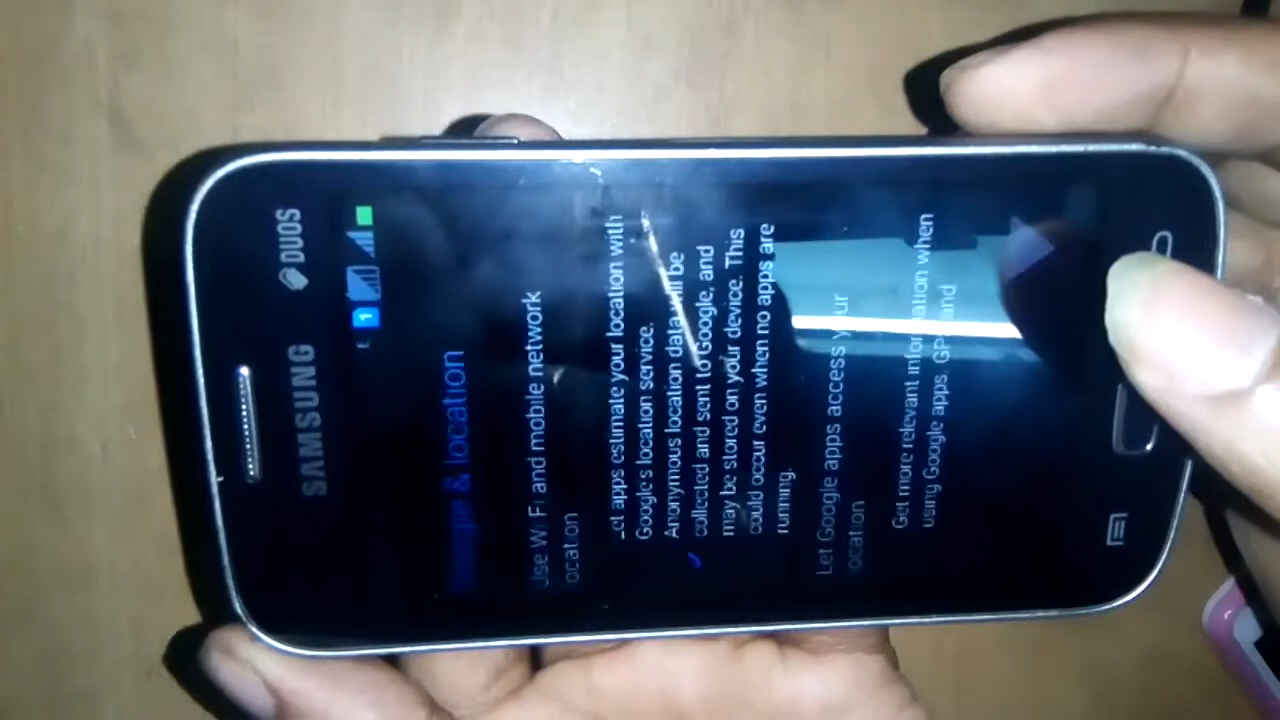 SAMSUNG DUOS
E 1
& location
Use Wi Fi and mobile network
location
Let apps estimate your location with
Google's location service.
Anonymous location data will be
collected and sent to Google, and
may be stored on your device. This
could occur even when no apps are
running.
Let Google apps access your
location
Get more relevant information when
using Google apps. GPS and